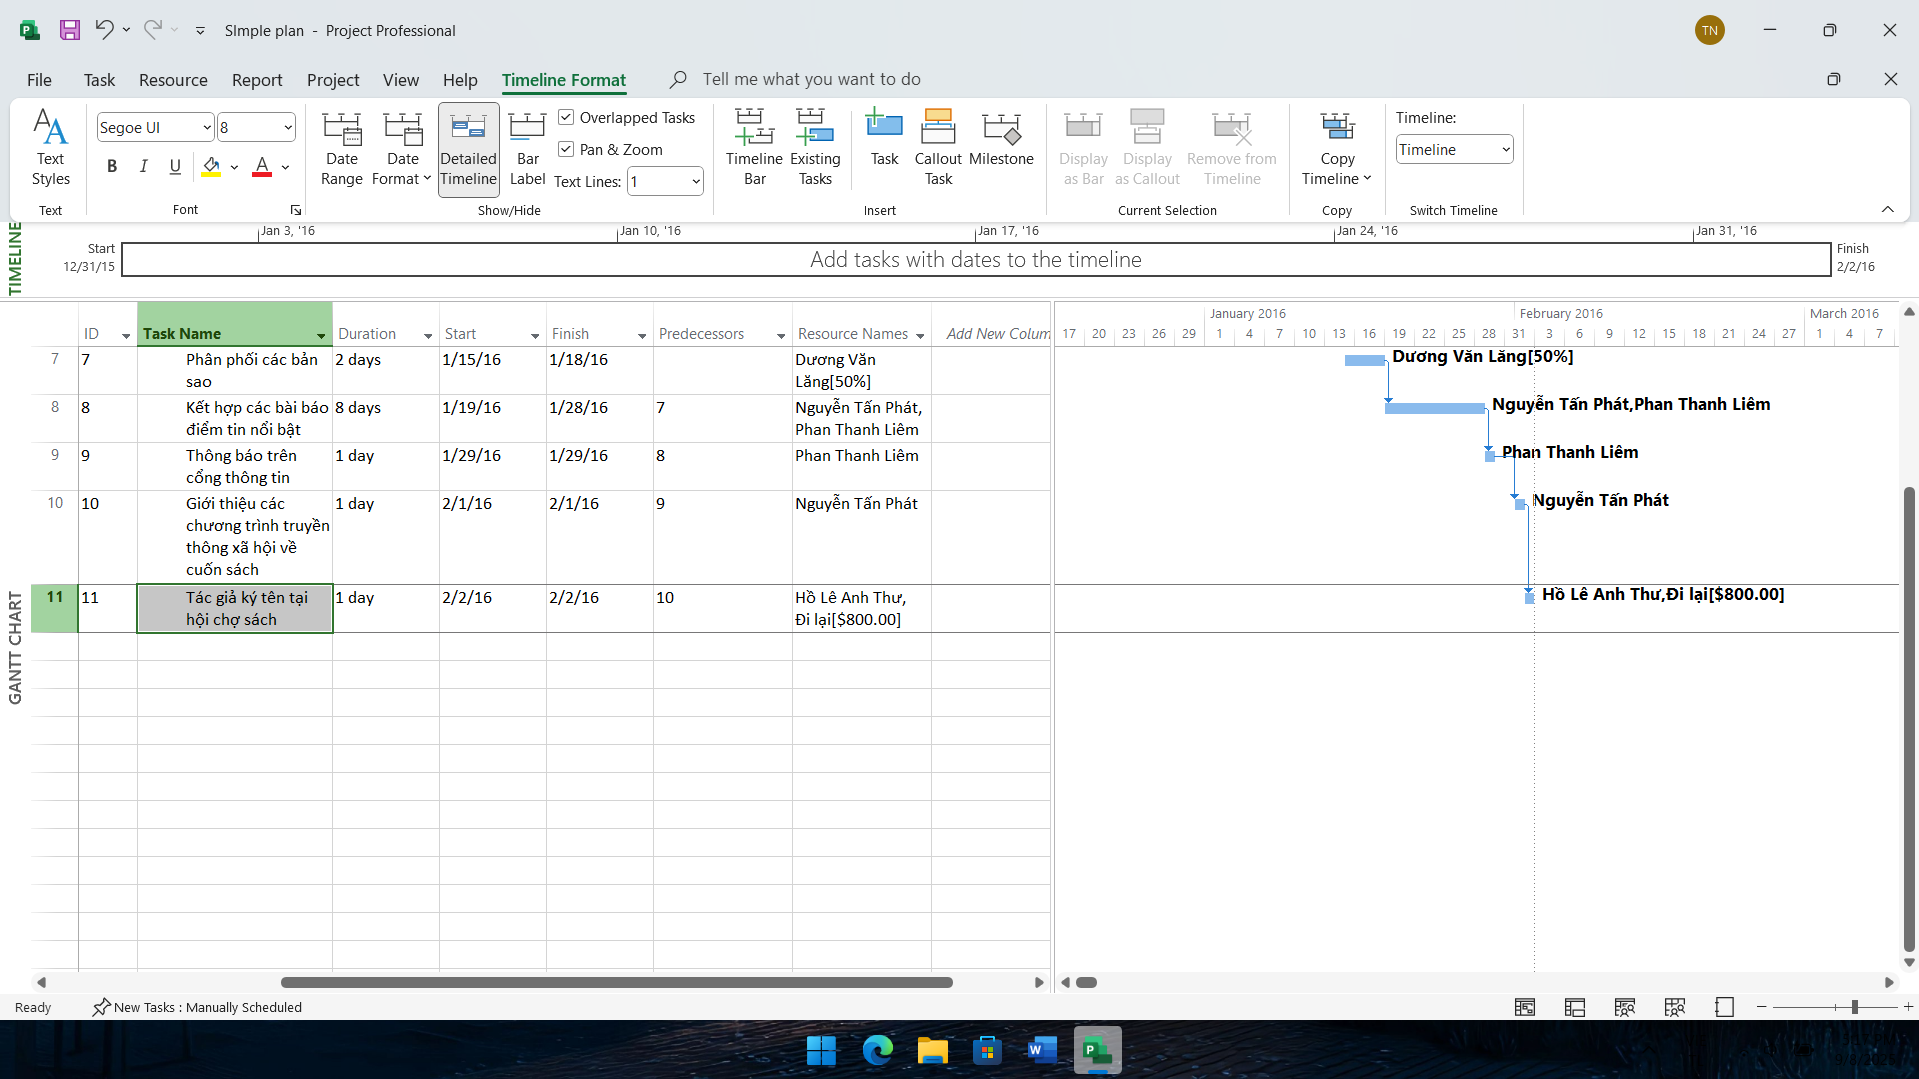 SImple plan - Project Professional
TN
File Task Resource Report Project View Help Timeline Format Tell me what you want to do
Text Styles
Text
Segoe UI 8
B I U A
Font
Date Range
Date Format
Detailed Timeline
Bar Label
Overlapped Tasks
Pan & Zoom
Text Lines: 1
Show/Hide
Timeline Bar
Existing Tasks
Task
Callout Task
Milestone
Insert
Display as Bar
Display as Callout
Remove from Timeline
Current Selection
Copy Timeline
Copy
Timeline:
Timeline
Switch Timeline
TIMELINE
Jan 3, '16 Jan 10, '16 Jan 17, '16 Jan 24, '16 Jan 31, '16
Start
12/31/15
Add tasks with dates to the timeline
Finish
2/2/16
GANTT CHART
ID Task Name Duration Start Finish Predecessors Resource Names Add New Colum
7 7 Phân phối các bản 2 days 1/15/16 1/18/16 Dương Văn
sao Lăng[50%]
8 8 Kết hợp các bài báo 8 days 1/19/16 1/28/16 7 Nguyễn Tấn Phát,
điểm tin nổi bật Phan Thanh Liêm
9 9 Thông báo trên 1 day 1/29/16 1/29/16 8 Phan Thanh Liêm
cổng thông tin
10 10 Giới thiệu các 1 day 2/1/16 2/1/16 9 Nguyễn Tấn Phát
chương trình truyền
thông xã hội về
cuốn sách
11 11 Tác giả ký tên tại 1 day 2/2/16 2/2/16 10 Hồ Lê Anh Thư,
hội chợ sách Đi lại[$800.00]
January 2016 February 2016 March 2016
17 20 23 26 29 1 4 7 10 13 16 19 22 25 28 31 3 6 9 12 15 18 21 24 27 1 4 7
Dương Văn Lăng[50%]
Nguyễn Tấn Phát,Phan Thanh Liêm
Phan Thanh Liêm
Nguyễn Tấn Phát
Hồ Lê Anh Thư,Đi lại[$800.00]
Ready New Tasks : Manually Scheduled